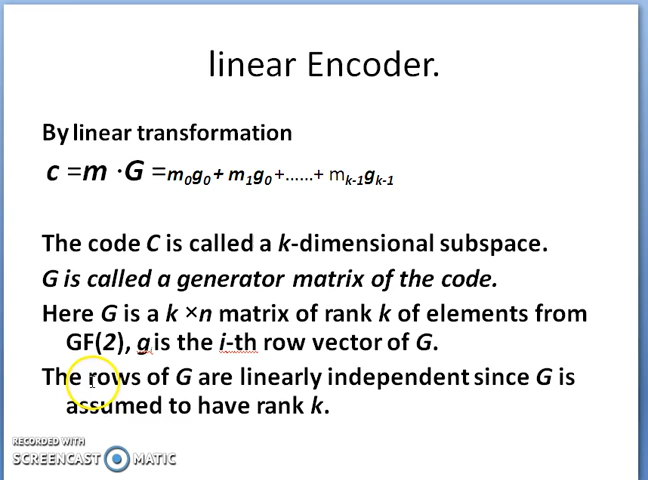 linear Encoder.
By linear transformation
c =m ·G =m0g0+ m1g0+......+ mk-1gk-1
The code C is called a k-dimensional subspace.
G is called a generator matrix of the code.
Here G is a k ×n matrix of rank k of elements from
GF(2), g is the i-th row vector of G.
The rows of G are linearly independent since G is
assumed to have rank k.
RECORDED WITH
SCREENCAST MATIC